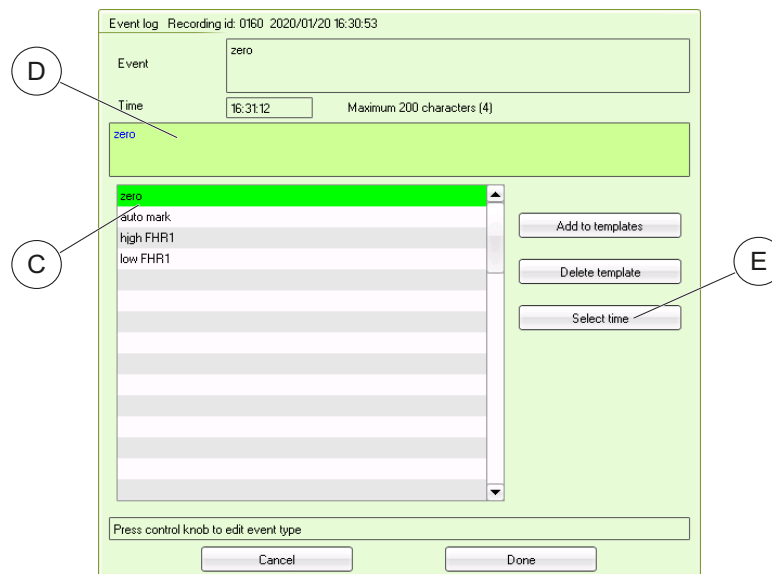 Event log Recording id: 0160 2020/01/20 16:30:53
Event
zero
D
Time
16:31:12
Maximum 200 characters (4)
zero
zero
auto mark
high FHR1
low FHR1
C
Add to templates
Delete template
Select time
E
Press control knob to edit event type
Cancel
Done